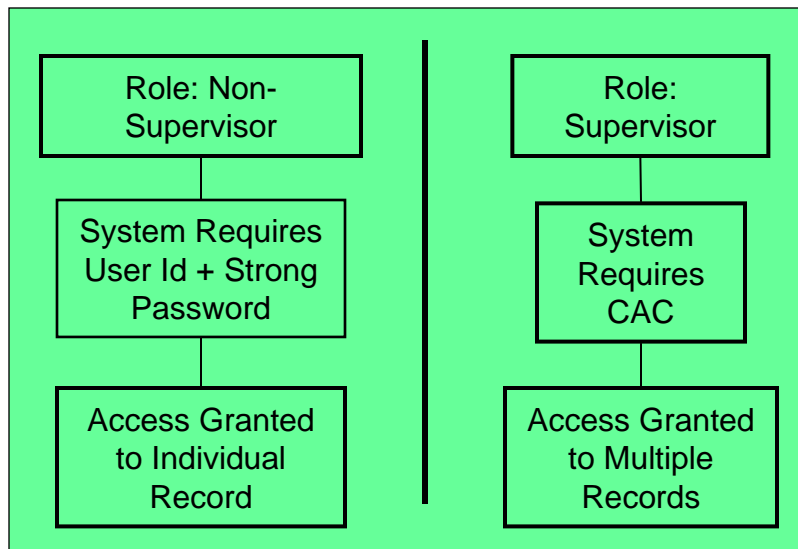 Role: Non-
Supervisor
System Requires
User Id + Strong
Password
Access Granted
to Individual
Record
Role:
Supervisor
System
Requires
CAC
Access Granted
to Multiple
Records